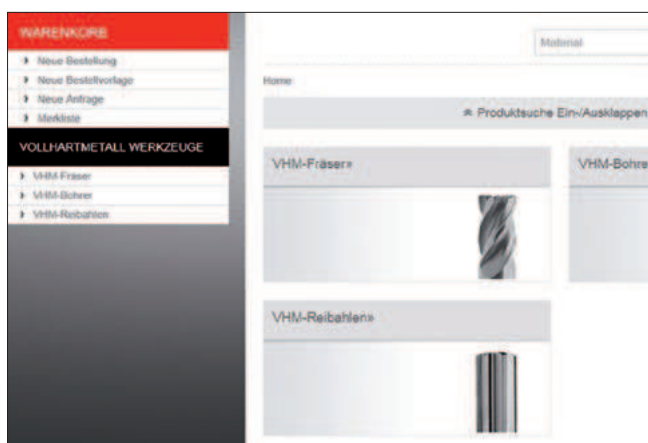 WARENKORB
Neue Bestellung
Neue Bestellvorlage
Neue Anfrage
Merkliste
VOLLHARTMETALL WERKZEUGE
VHM-Fräser
VHM-Bohrer
VHM-Reibahlen
Material
Home
Produktsuche Ein-/Ausklappen
VHM-Fräser»
VHM-Bohre
VHM-Reibahlen»